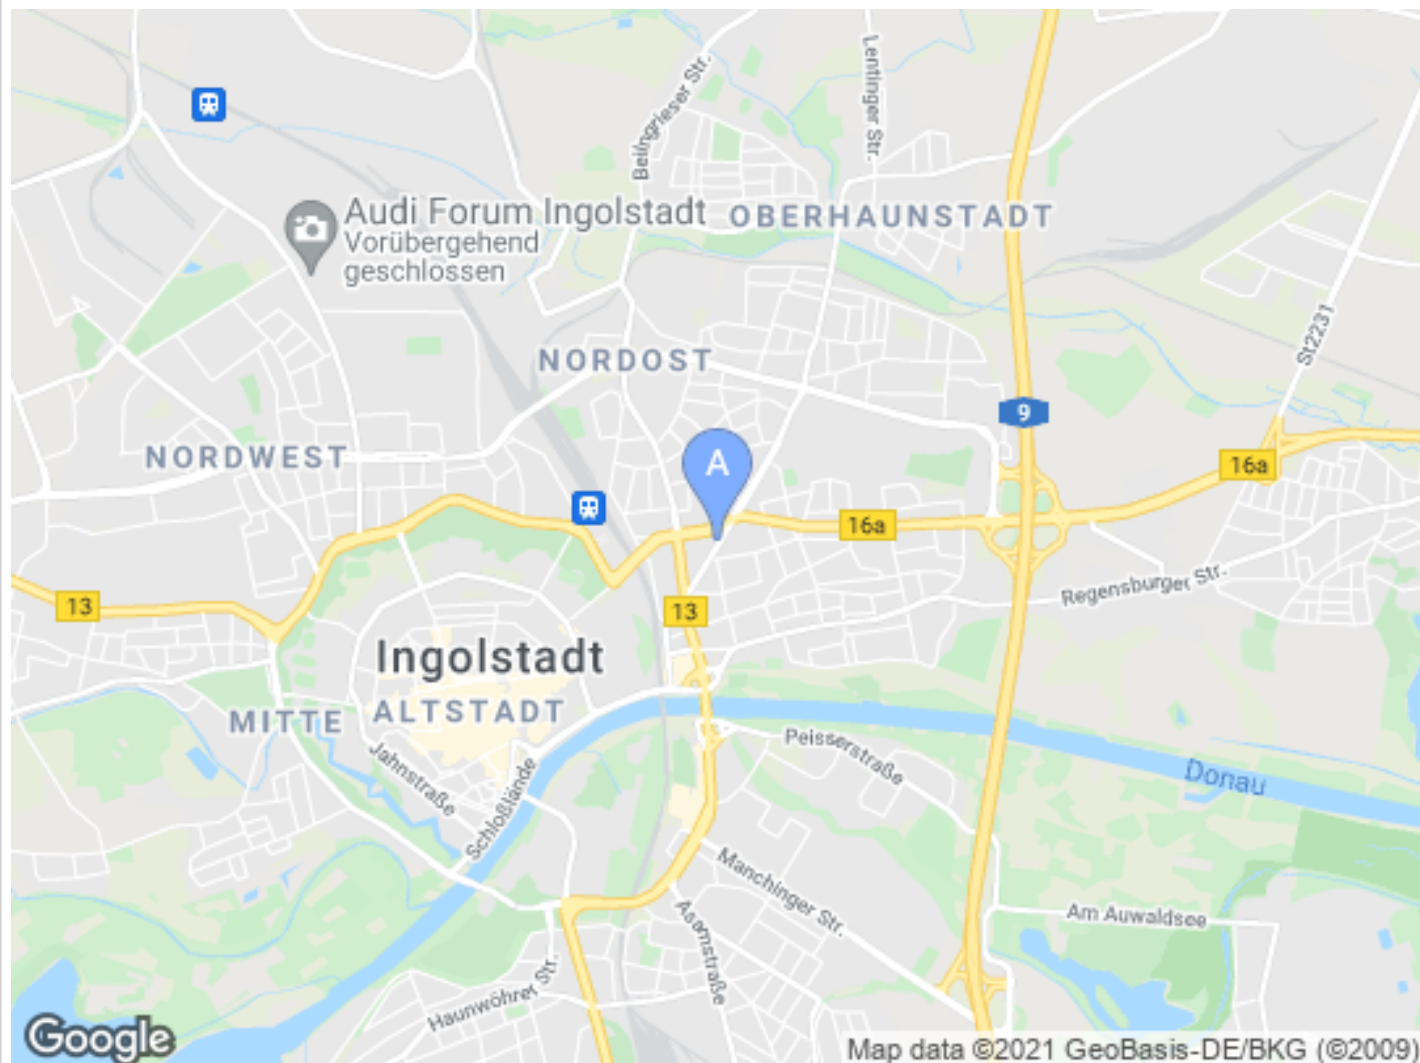 Lentinger Str.
Beilngrieser Str.
Audi Forum Ingolstadt
Vorübergehend
geschlossen
OBERHAUNSTADT
St2231
NORDOST
9
NORDWEST
A
16a
16a
Regensburger Str.
13
13
Ingolstadt
ALTSTADT
MITTE
Jahnstraße
Schloßlände
Peisserstraße
Donau
Manchinger Str.
Asamstraße
Am Auwaldsee
Haunwöhrer Str.
Google
Map data ©2021 GeoBasis-DE/BKG (©2009)